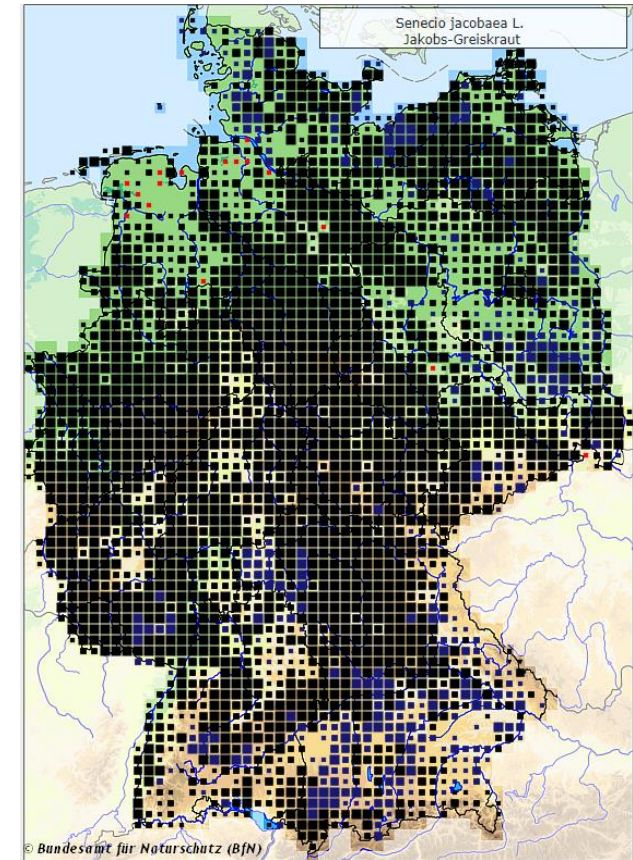 Senecio jacobaea L.
Jakobs-Greiskraut
© Bundesamt für Naturschutz (BfN)